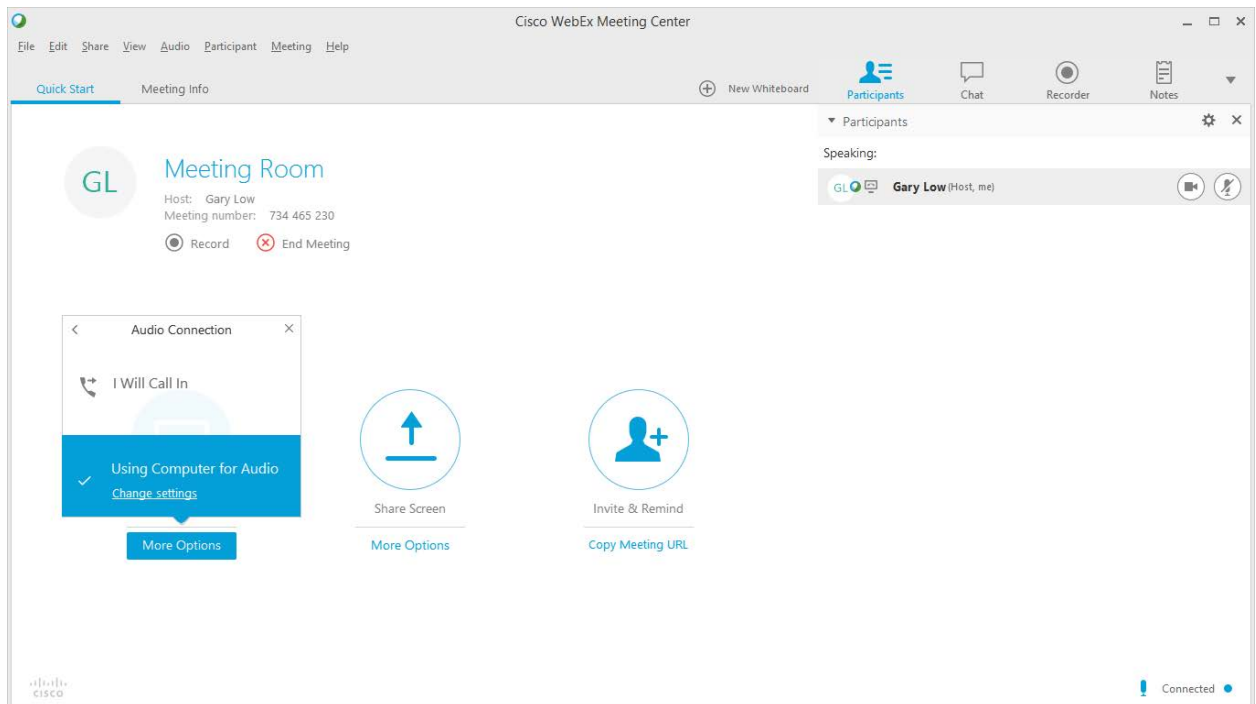 Cisco WebEx Meeting Center
File Edit Share View Audio Participant Meeting Help
Quick Start Meeting Info
New Whiteboard
Participants Chat Recorder Notes
Participants
Speaking:
GL Gary Low (Host, me)
GL
Meeting Room
Host: Gary Low
Meeting number: 734 465 230
Record End Meeting
Audio Connection
I Will Call In
Using Computer for Audio
Change settings
More Options
Share Screen
More Options
Invite & Remind
Copy Meeting URL
CISCO
Connected